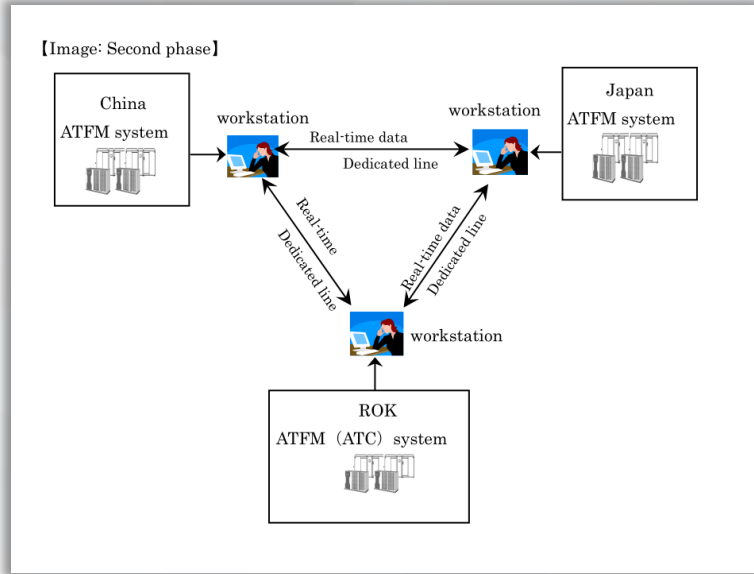 【Image: Second phase】
China
ATFM system
workstation
Real-time data
Dedicated line
workstation
Japan
ATFM system
Real-time
Dedicated line
Real-time data
Dedicated line
workstation
ROK
ATFM（ATC）system